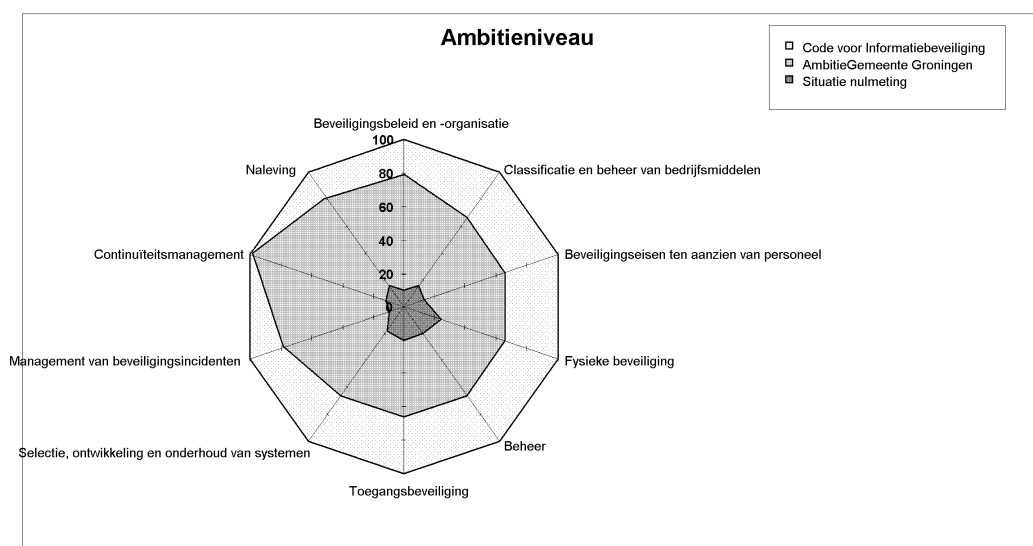 Ambitieniveau
Code voor Informatiebeveiliging
AmbitieGemeente Groningen
Situatie nulmeting
Beveiligingsbeleid en -organisatie
100
Naleving
Classificatie en beheer van bedrijfsmiddelen
80
60
40
Continuïteitsmanagement
Beveiligingseisen ten aanzien van personeel
20
0
Management van beveiligingsincidenten
Fysieke beveiliging
Beheer
Selectie, ontwikkeling en onderhoud van systemen
Toegangsbeveiliging